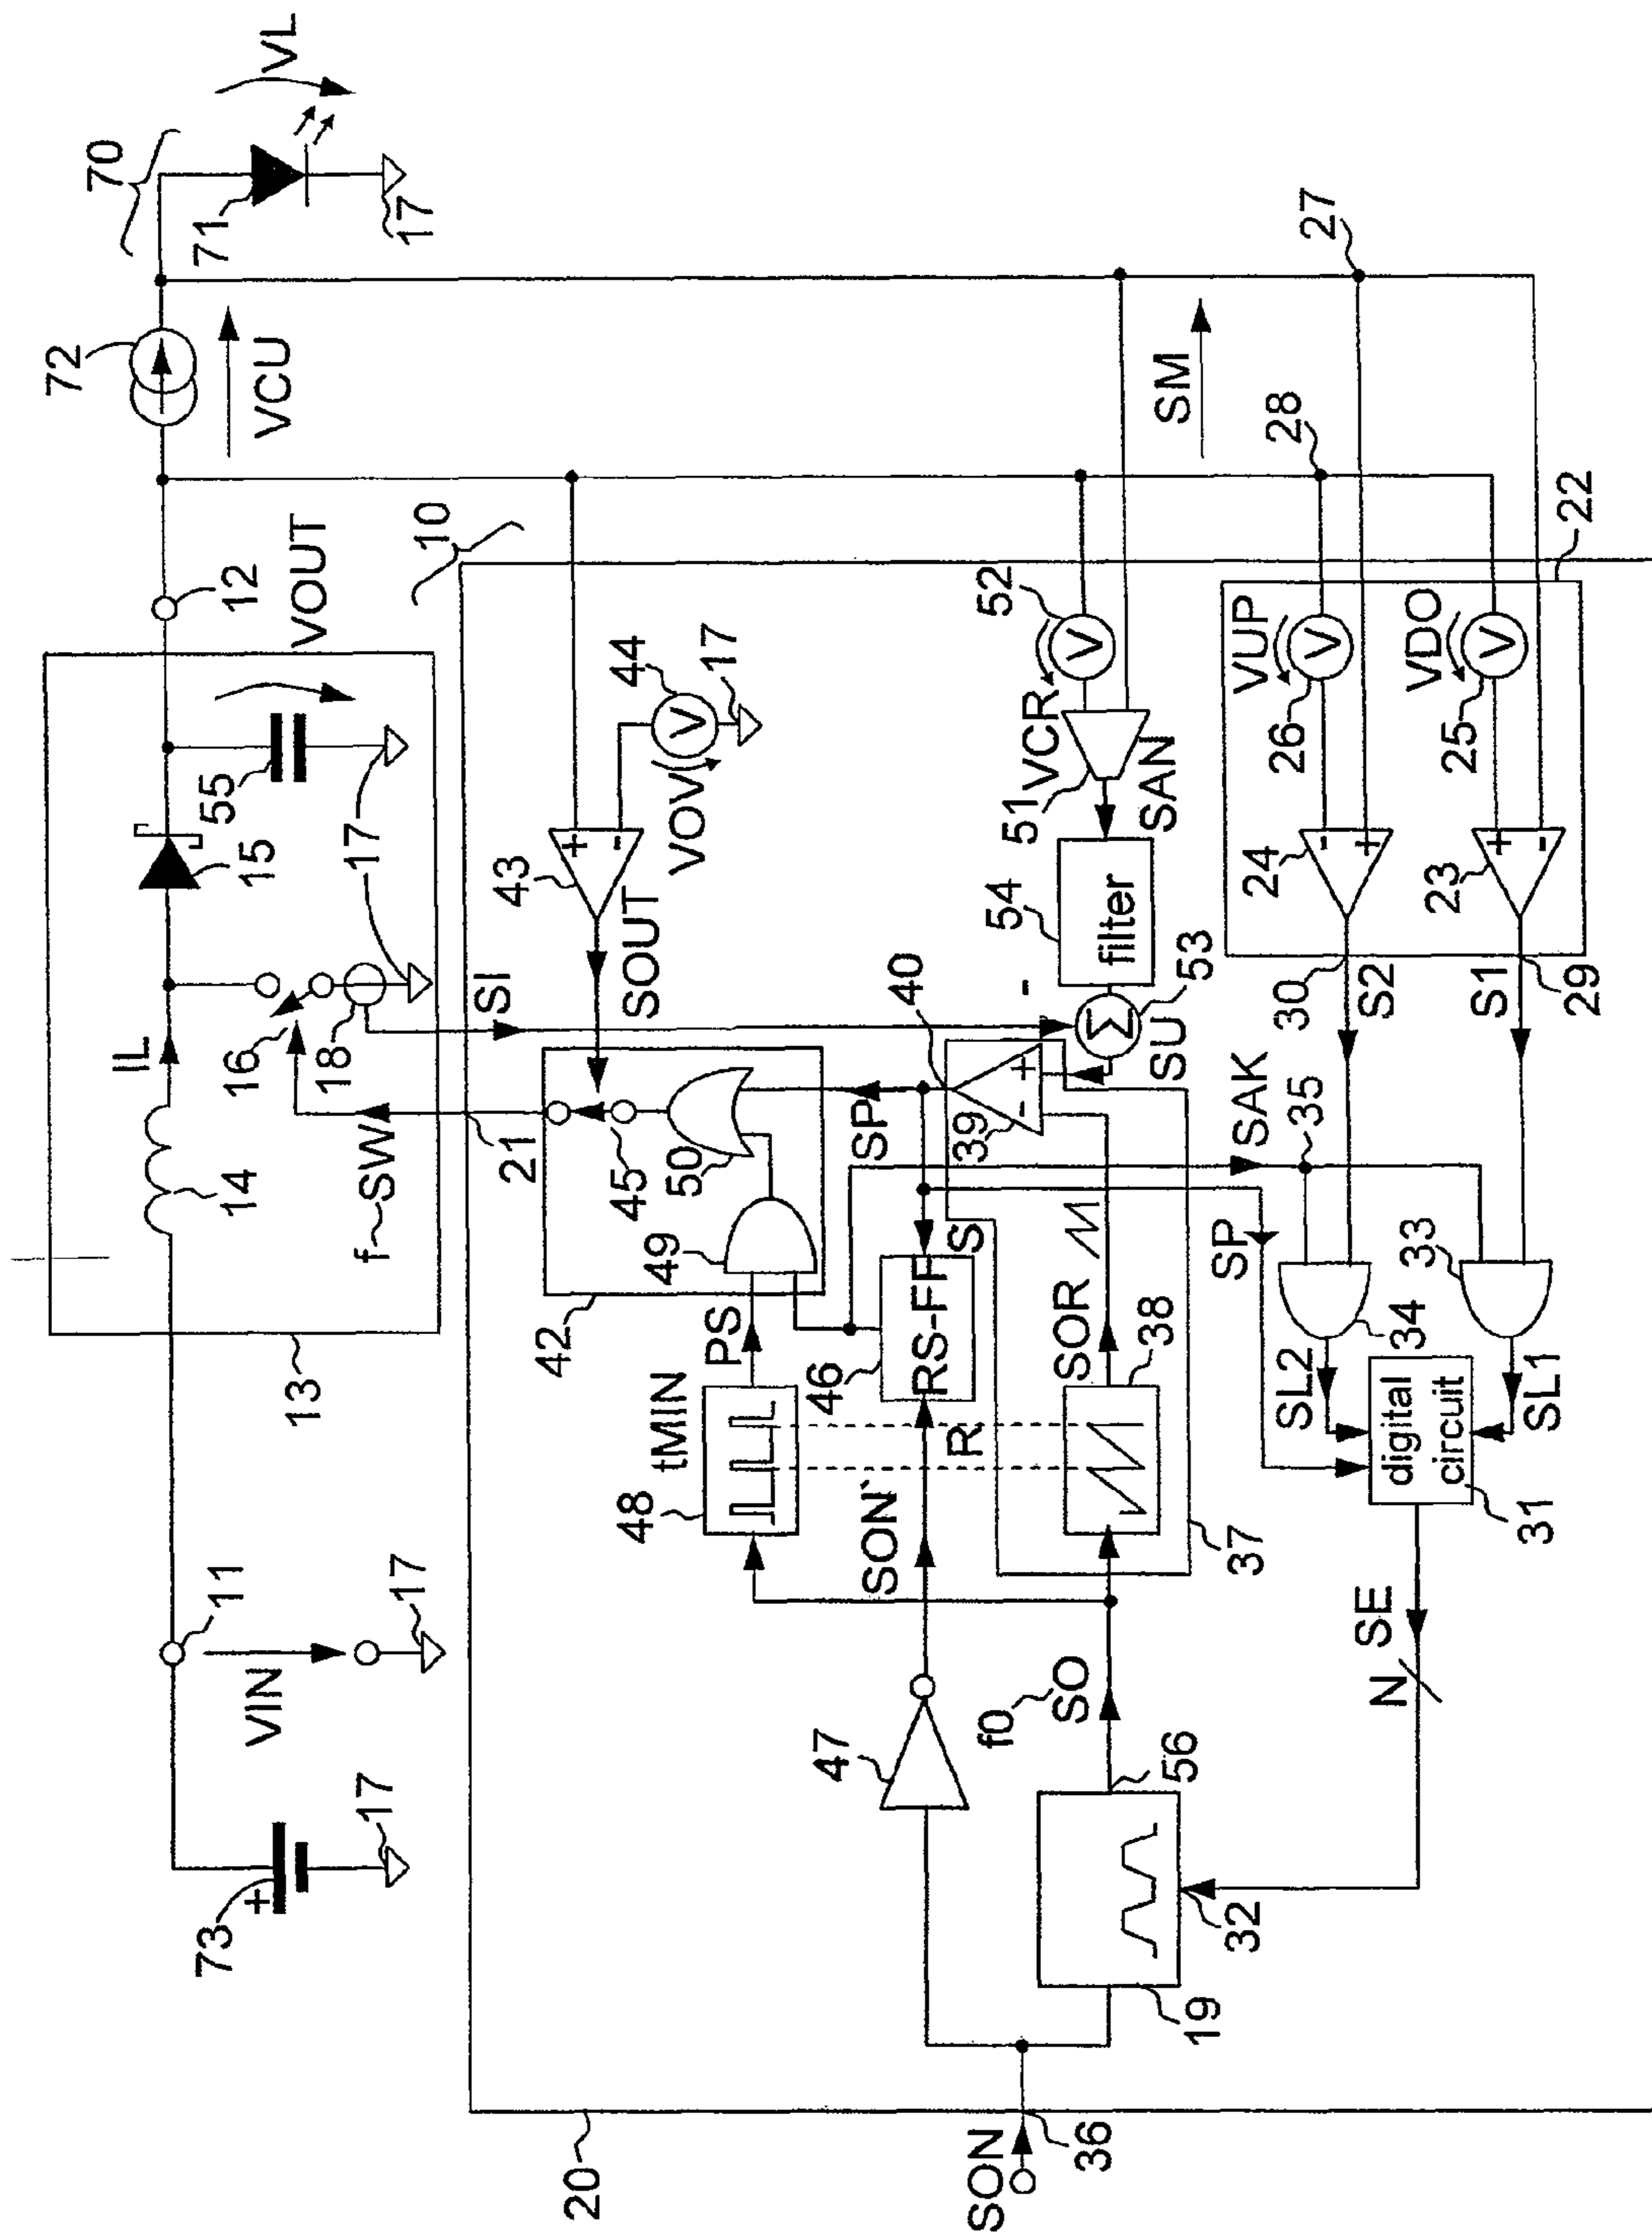 70
VL
71
17
72
VCU
27
SM
28
22
10
12
VOUT
15
55
17
44
17
VOV
43
SOUT
52
VCR
51
SAN
54
filter
-
53
SU
40
39
VUP
26
VDO
25
24
23
30
S2
S1
29
IL
16
18
SI
14
f~SW
21
13
45
50
49
42
SP
S
SAK
35
SP
PS
tMIN
48
46
RS-FF
R
SON`
SOR
38
37
33
34
SL2
SL1
digital
circuit
31
11
VIN
17
73
+
17
47
f0
SO
56
SE
N
32
19
20
SON
36
+
-
V
V
V
V
Σ
+
-
-
+
+
-